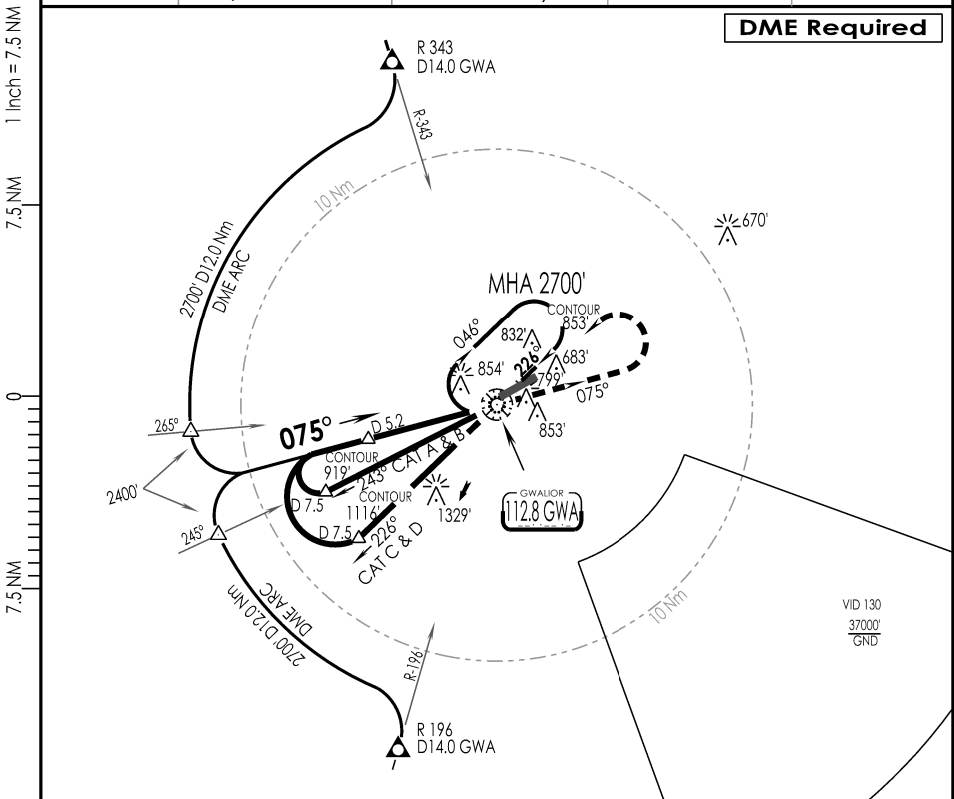 DME Required
1 Inch = 7.5 NM
7.5 NM
0
7.5 NM
R 343
D14.0 GWA
R-343
10 Nm
670'
2700' D12.0 Nm
DME ARC
MHA 2700'
CONTOUR
853'
046°
832'
226°
683'
854'
799'
075°
853'
265°
075°
D 5.2
CONTOUR
919'
243°
CAT A & B
2400'
D 7.5
CONTOUR
1116'
1329'
GWALIOR
112.8 GWA
245°
D 7.5
226°
CAT C & D
2700' D12.0 Nm
DME ARC
10 Nm
VID 130
37000'
GND
R-196
R 196
D14.0 GWA